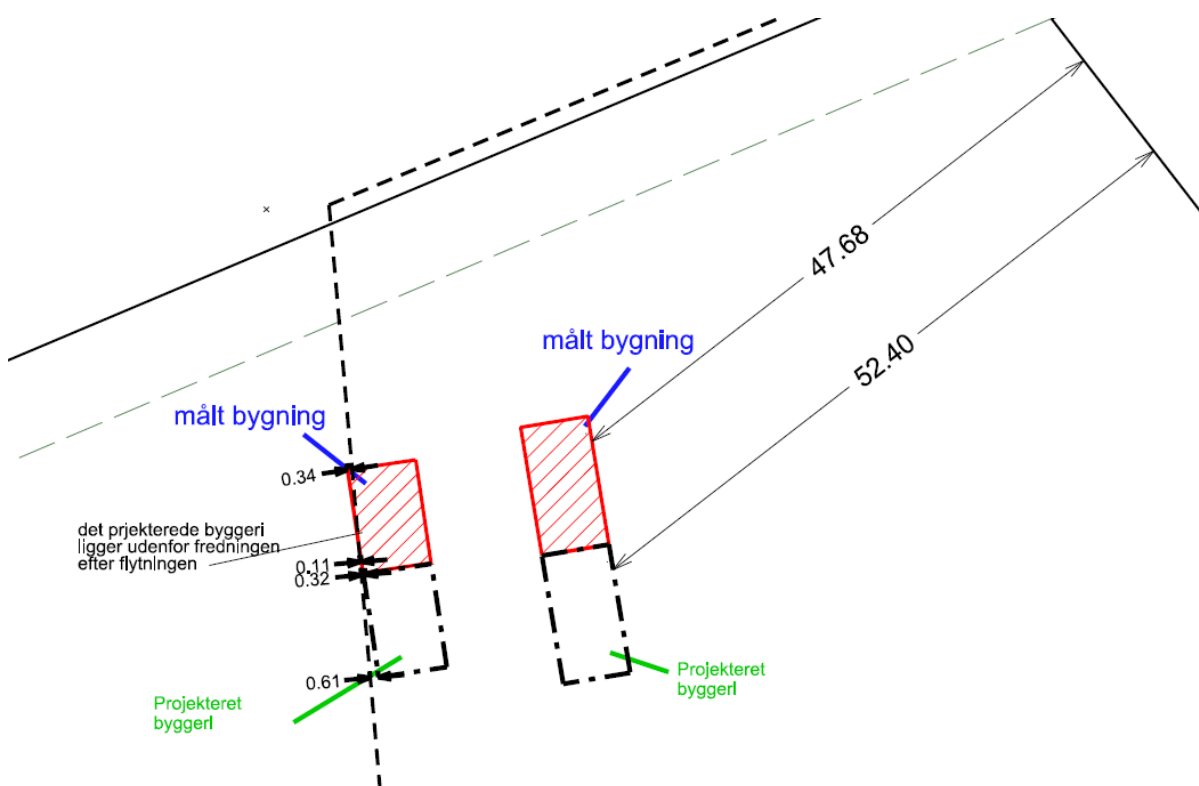 47.68
52.40
målt bygning
målt bygning
0.34
det prjekterede byggeri
ligger udenfor fredningen
efter flytningen
0.11
0.32
0.61
Projekteret
byggerI
Projekteret
byggerI